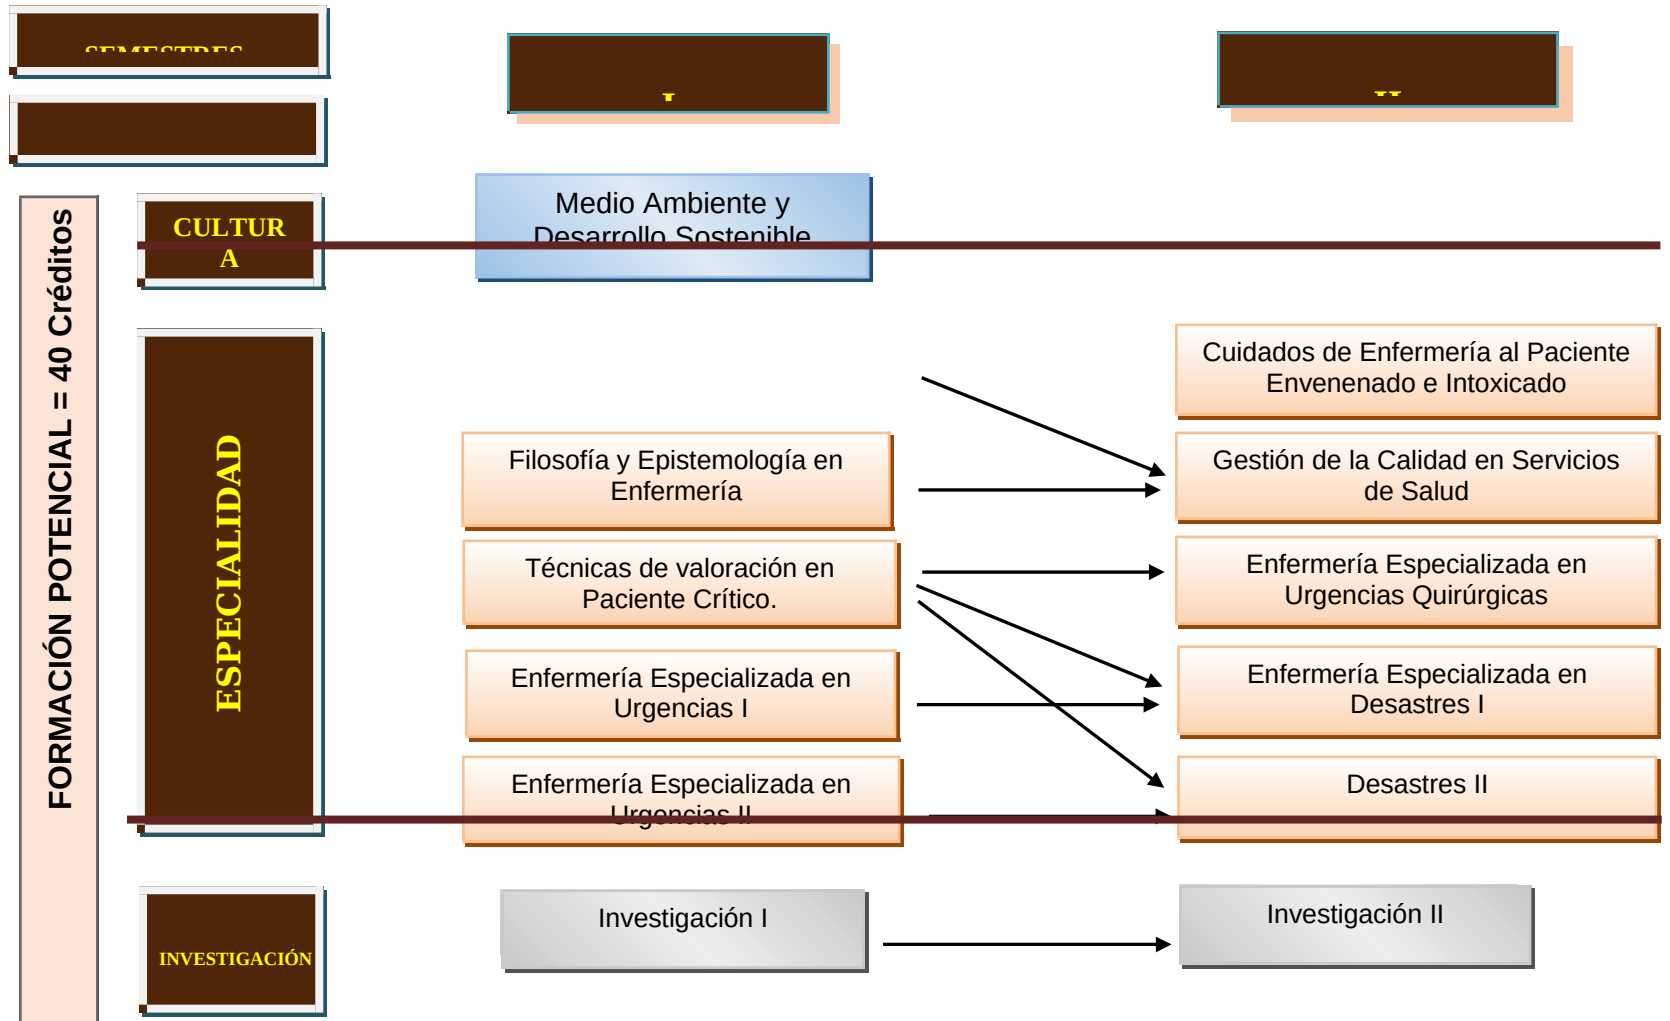 SEMESTRES
I
II
FORMACIÓN POTENCIAL = 40 Créditos
CULTUR
A
Medio Ambiente y
Desarrollo Sostenible
ESPECIALIDAD
Filosofía y Epistemología en
Enfermería
Técnicas de valoración en
Paciente Crítico.
Enfermería Especializada en
Urgencias I
Enfermería Especializada en
Urgencias II
Cuidados de Enfermería al Paciente
Envenenado e Intoxicado
Gestión de la Calidad en Servicios
de Salud
Enfermería Especializada en
Urgencias Quirúrgicas
Enfermería Especializada en
Desastres I
Desastres II
INVESTIGACIÓN
Investigación I
Investigación II